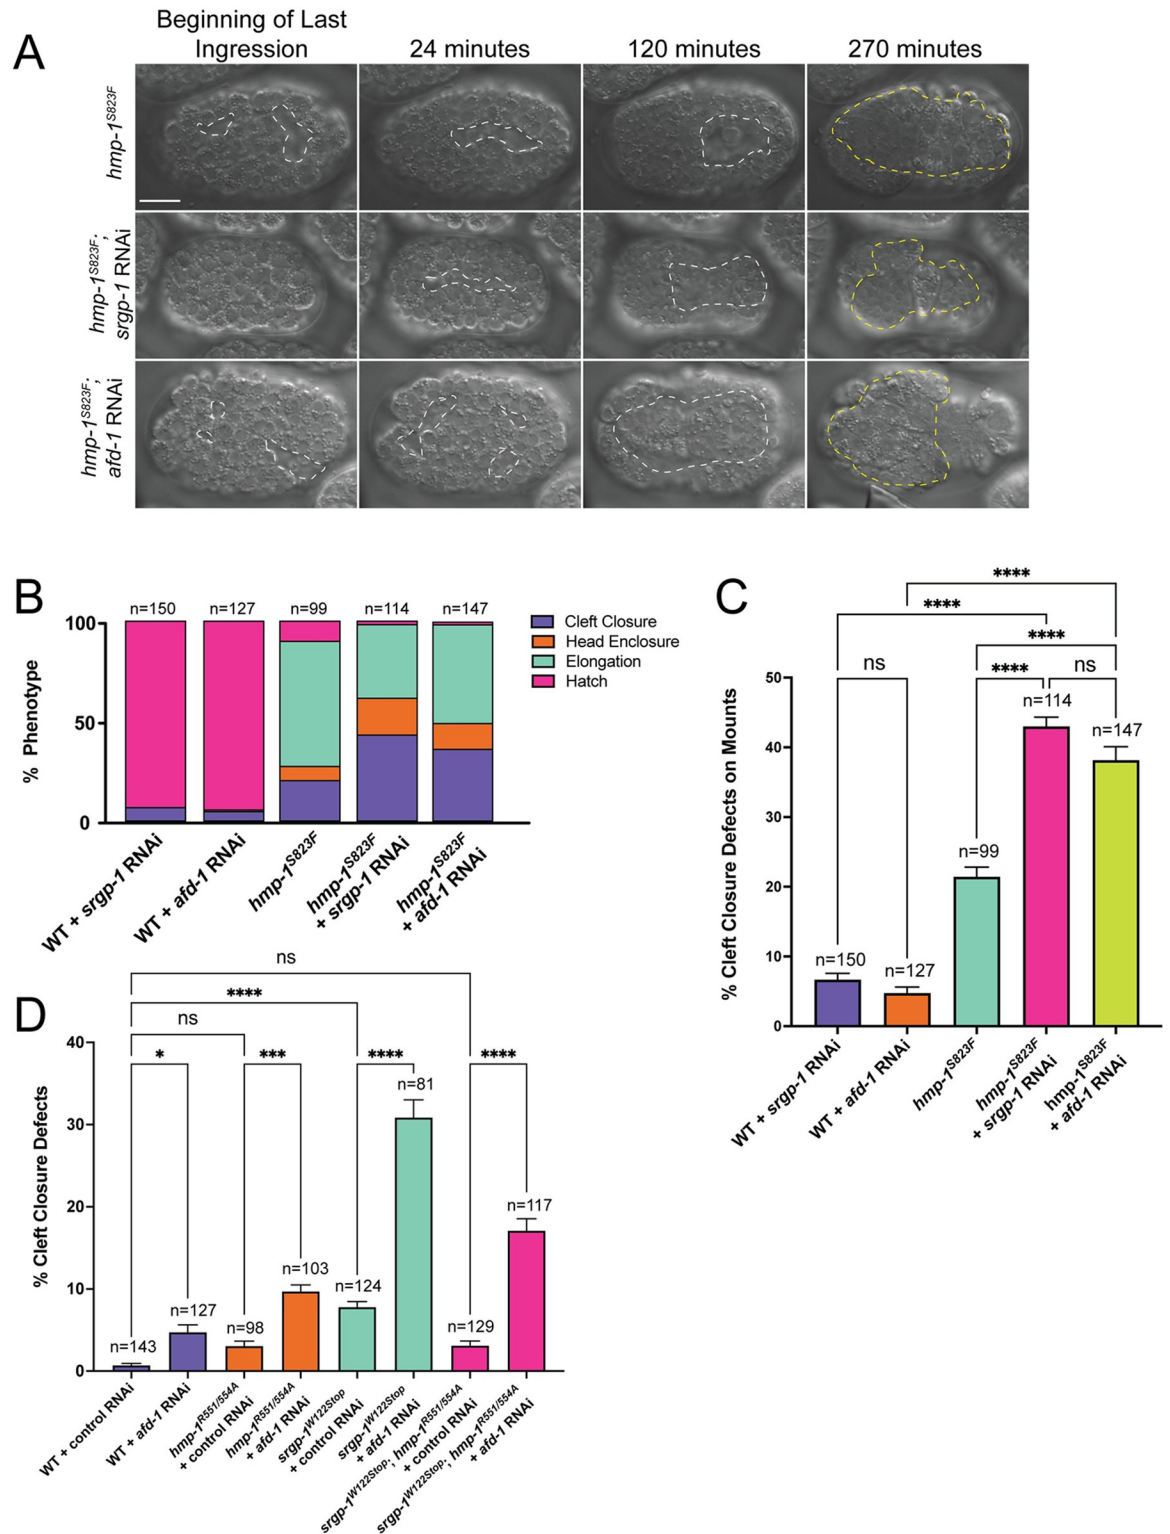 A
Beginning of Last
Ingression
24 minutes
120 minutes
270 minutes
hmp-1S823F
hmp-1S823F;
srgp-1 RNAi
hmp-1S823F;
afd-1 RNAi
B
n=150
n=127
n=99
n=114
n=147
100
50
0
% Phenotype
Cleft Closure
Head Enclosure
Elongation
Hatch
WT + srgp-1 RNAi
WT + afd-1 RNAi
hmp-1S823F
hmp-1S823F
+ srgp-1 RNAi
hmp-1S823F
+ afd-1 RNAi
C
****
****
****
ns
****
ns
50
40
30
20
10
0
% Cleft Closure Defects on Mounts
n=150
n=127
n=99
n=114
n=147
WT + srgp-1 RNAi
WT + afd-1 RNAi
hmp-1S823F
hmp-1S823F
+ srgp-1 RNAi
hmp-1S823F
+ afd-1 RNAi
D
ns
****
ns
*
***
****
****
40
30
20
10
0
% Cleft Closure Defects
n=143
n=127
n=98
n=103
n=124
n=81
n=129
n=117
WT + control RNAi
WT + afd-1 RNAi
hmp-1R551/554A
+ control RNAi
hmp-1R551/554A
+ afd-1 RNAi
srgp-1W122Stop
+ control RNAi
srgp-1W122Stop
+ afd-1 RNAi
srgp-1W122Stop; hmp-1R551/554A
+ control RNAi
srgp-1W122Stop; hmp-1R551/554A
+ afd-1 RNAi